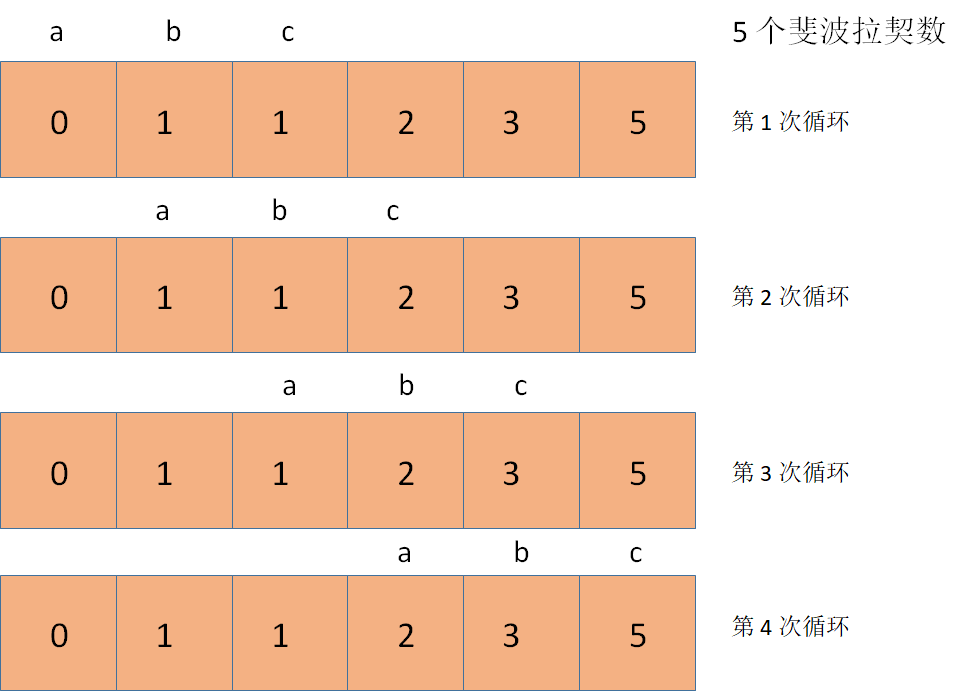 a b c 5 个斐波拉契数
0 1 1 2 3 5 第 1 次循环
a b c
0 1 1 2 3 5 第 2 次循环
a b c
0 1 1 2 3 5 第 3 次循环
a b c
0 1 1 2 3 5 第 4 次循环